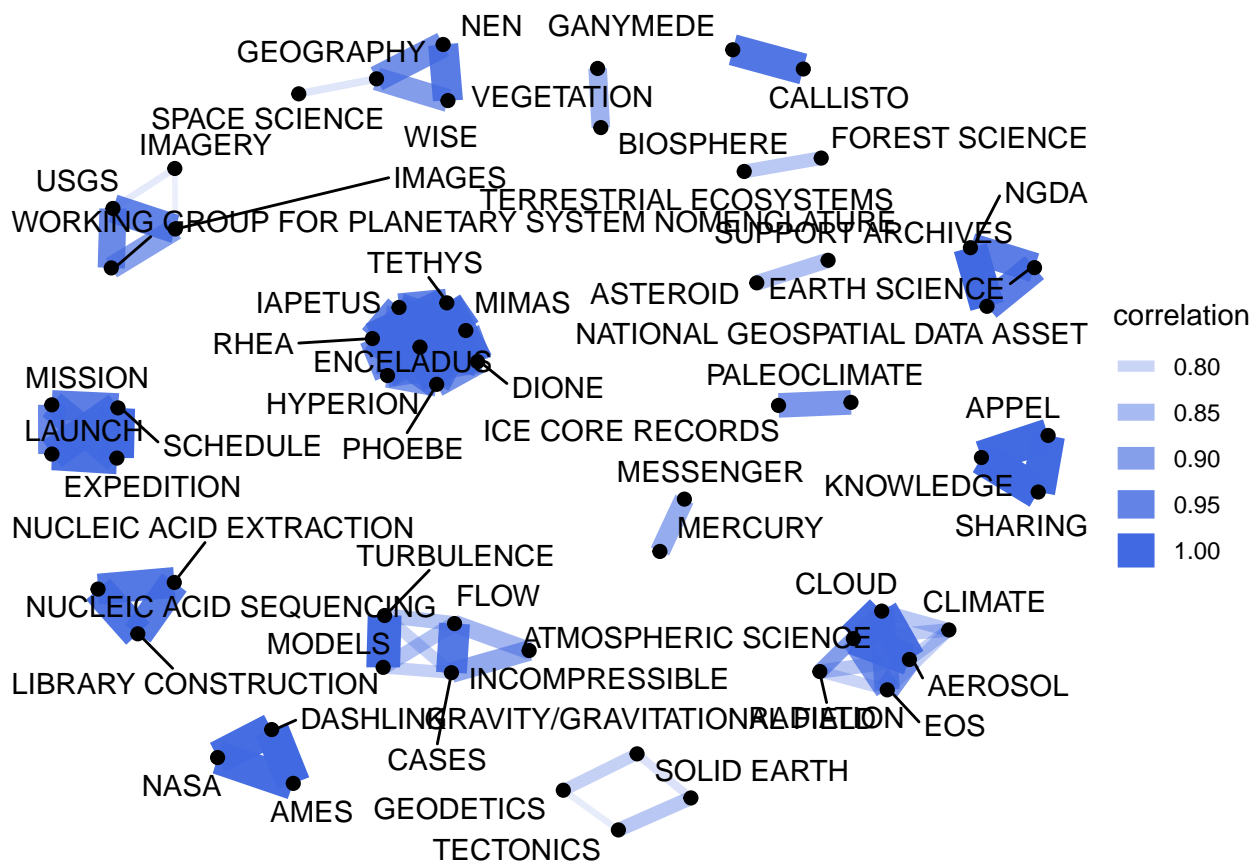 NEN GANYMEDE
GEOGRAPHY
VEGETATION
CALLISTO
SPACE SCIENCE
WISE
BIOSPHERE
FOREST SCIENCE
IMAGERY
USGS
IMAGES
TERRESTRIAL ECOSYSTEMS
NGDA
WORKING GROUP FOR PLANETARY SYSTEM NOMENCLATURE
SUPPORT ARCHIVES
TETHYS
IAPETUS
MIMAS
ASTEROID
EARTH SCIENCE
RHEA
NATIONAL GEOSPATIAL DATA ASSET
ENCELADUS
DIONE
HYPERION
PHOEBE
PALEOCLIMATE
ICE CORE RECORDS
MISSION
LAUNCH
SCHEDULE
EXPEDITION
APPEL
KNOWLEDGE
SHARING
MESSENGER
MERCURY
NUCLEIC ACID EXTRACTION
NUCLEIC ACID SEQUENCING
LIBRARY CONSTRUCTION
TURBULENCE
FLOW
MODELS
ATMOSPHERIC SCIENCE
INCOMPRESSIBLE
CASES
CLOUD
CLIMATE
AEROSOL
RADIATION
EOS
DASHLINK
GRAVITY/GRAVITATIONAL FIELD
NASA
AMES
SOLID EARTH
GEODETICS
TECTONICS
correlation
0.80
0.85
0.90
0.95
1.00